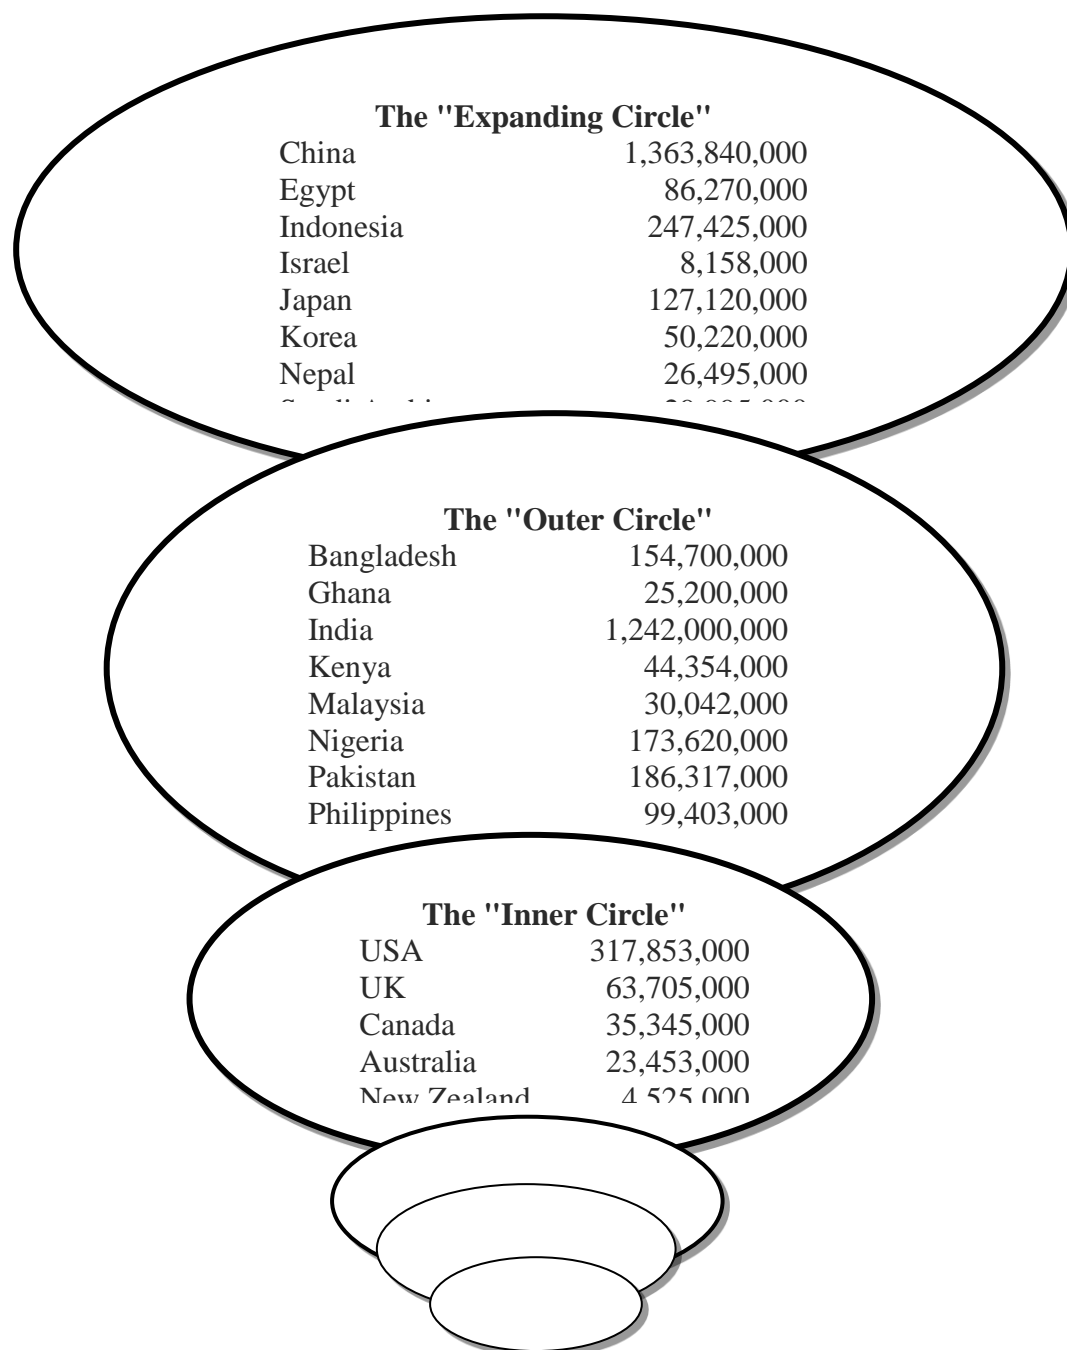 The "Expanding Circle"
China 1,363,840,000
Egypt 86,270,000
Indonesia 247,425,000
Israel 8,158,000
Japan 127,120,000
Korea 50,220,000
Nepal 26,495,000
The "Outer Circle"
Bangladesh 154,700,000
Ghana 25,200,000
India 1,242,000,000
Kenya 44,354,000
Malaysia 30,042,000
Nigeria 173,620,000
Pakistan 186,317,000
Philippines 99,403,000
The "Inner Circle"
USA 317,853,000
UK 63,705,000
Canada 35,345,000
Australia 23,453,000
New Zealand 4,525,000